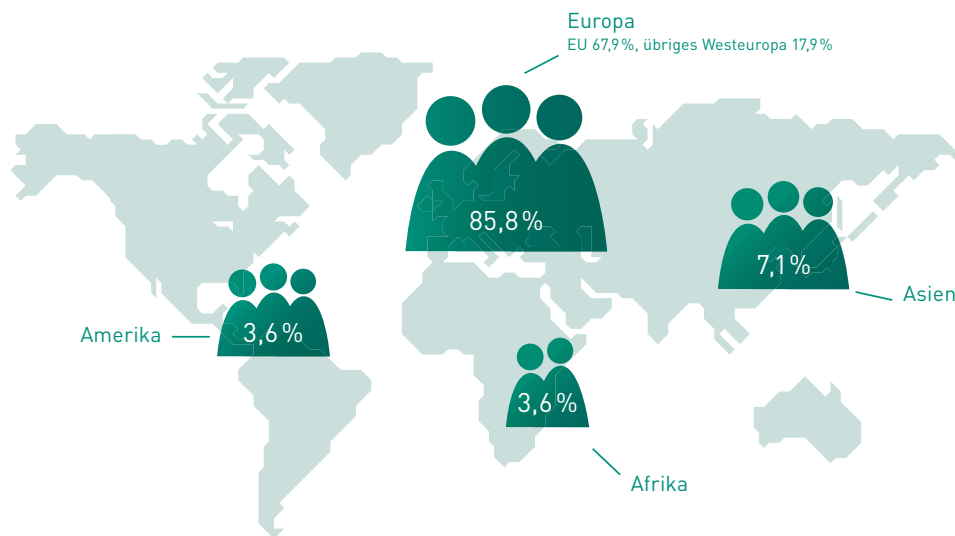 Europa
EU 67,9 %, übriges Westeuropa 17,9 %
85,8 %
7,1 %
Asien
Amerika
3,6 %
3,6 %
Afrika